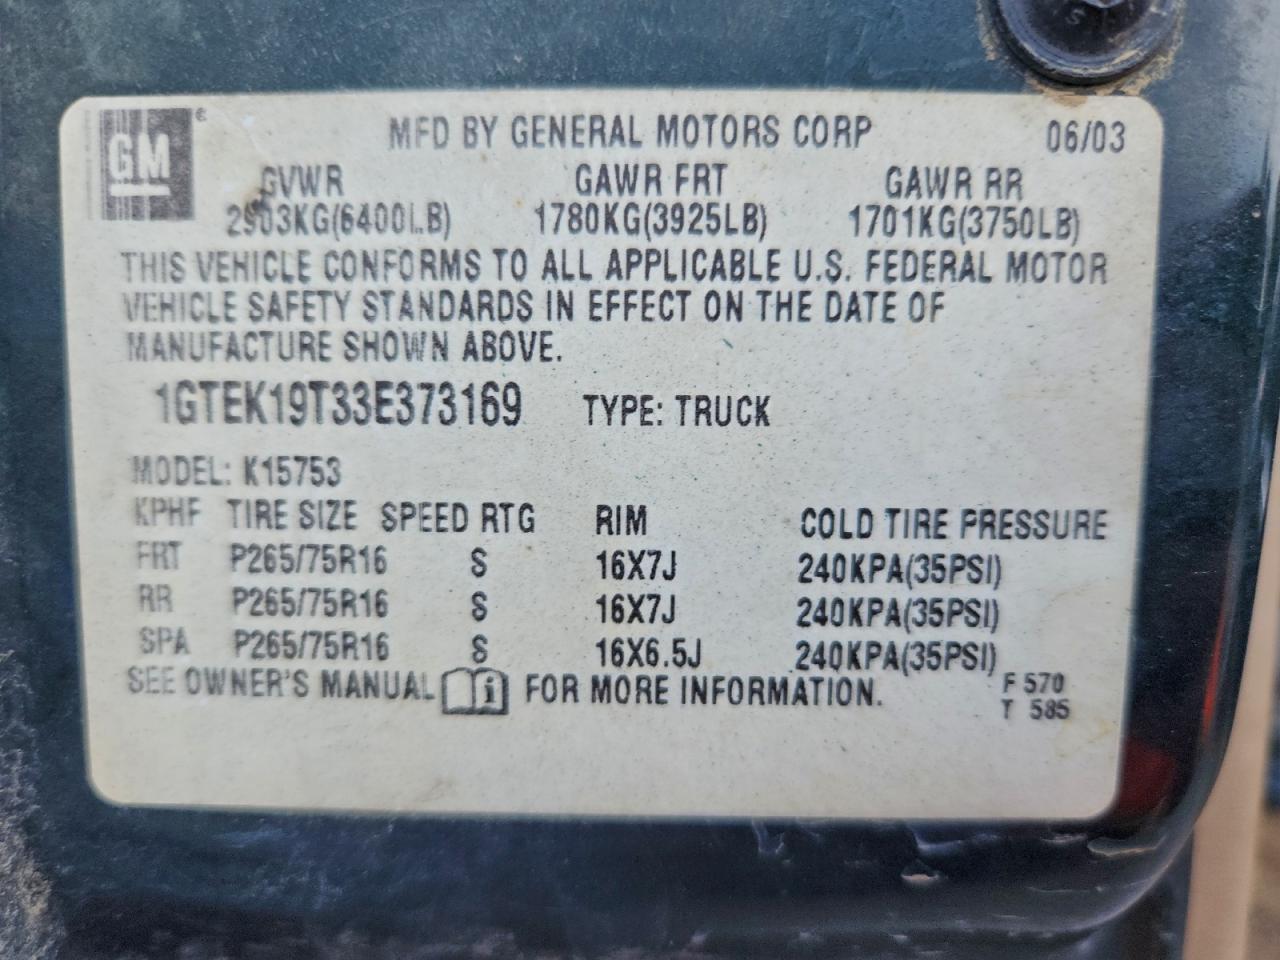 GM
MFD BY GENERAL MOTORS CORP 06/03
GVWR GAWR FRT GAWR RR
2903KG(6400LB) 1780KG(3925LB) 1701KG(3750LB)
THIS VEHICLE CONFORMS TO ALL APPLICABLE U.S. FEDERAL MOTOR
VEHICLE SAFETY STANDARDS IN EFFECT ON THE DATE OF
MANUFACTURE SHOWN ABOVE.
1GTEK19T33E373169 TYPE: TRUCK
MODEL: K15753
KPHF TIRE SIZE SPEED RTG RIM COLD TIRE PRESSURE
FRT P265/75R16 S 16X7J 240KPA(35PSI)
RR P265/75R16 S 16X7J 240KPA(35PSI)
SPA P265/75R16 S 16X6.5J 240KPA(35PSI)
SEE OWNER'S MANUAL i FOR MORE INFORMATION.
F 570
T 585